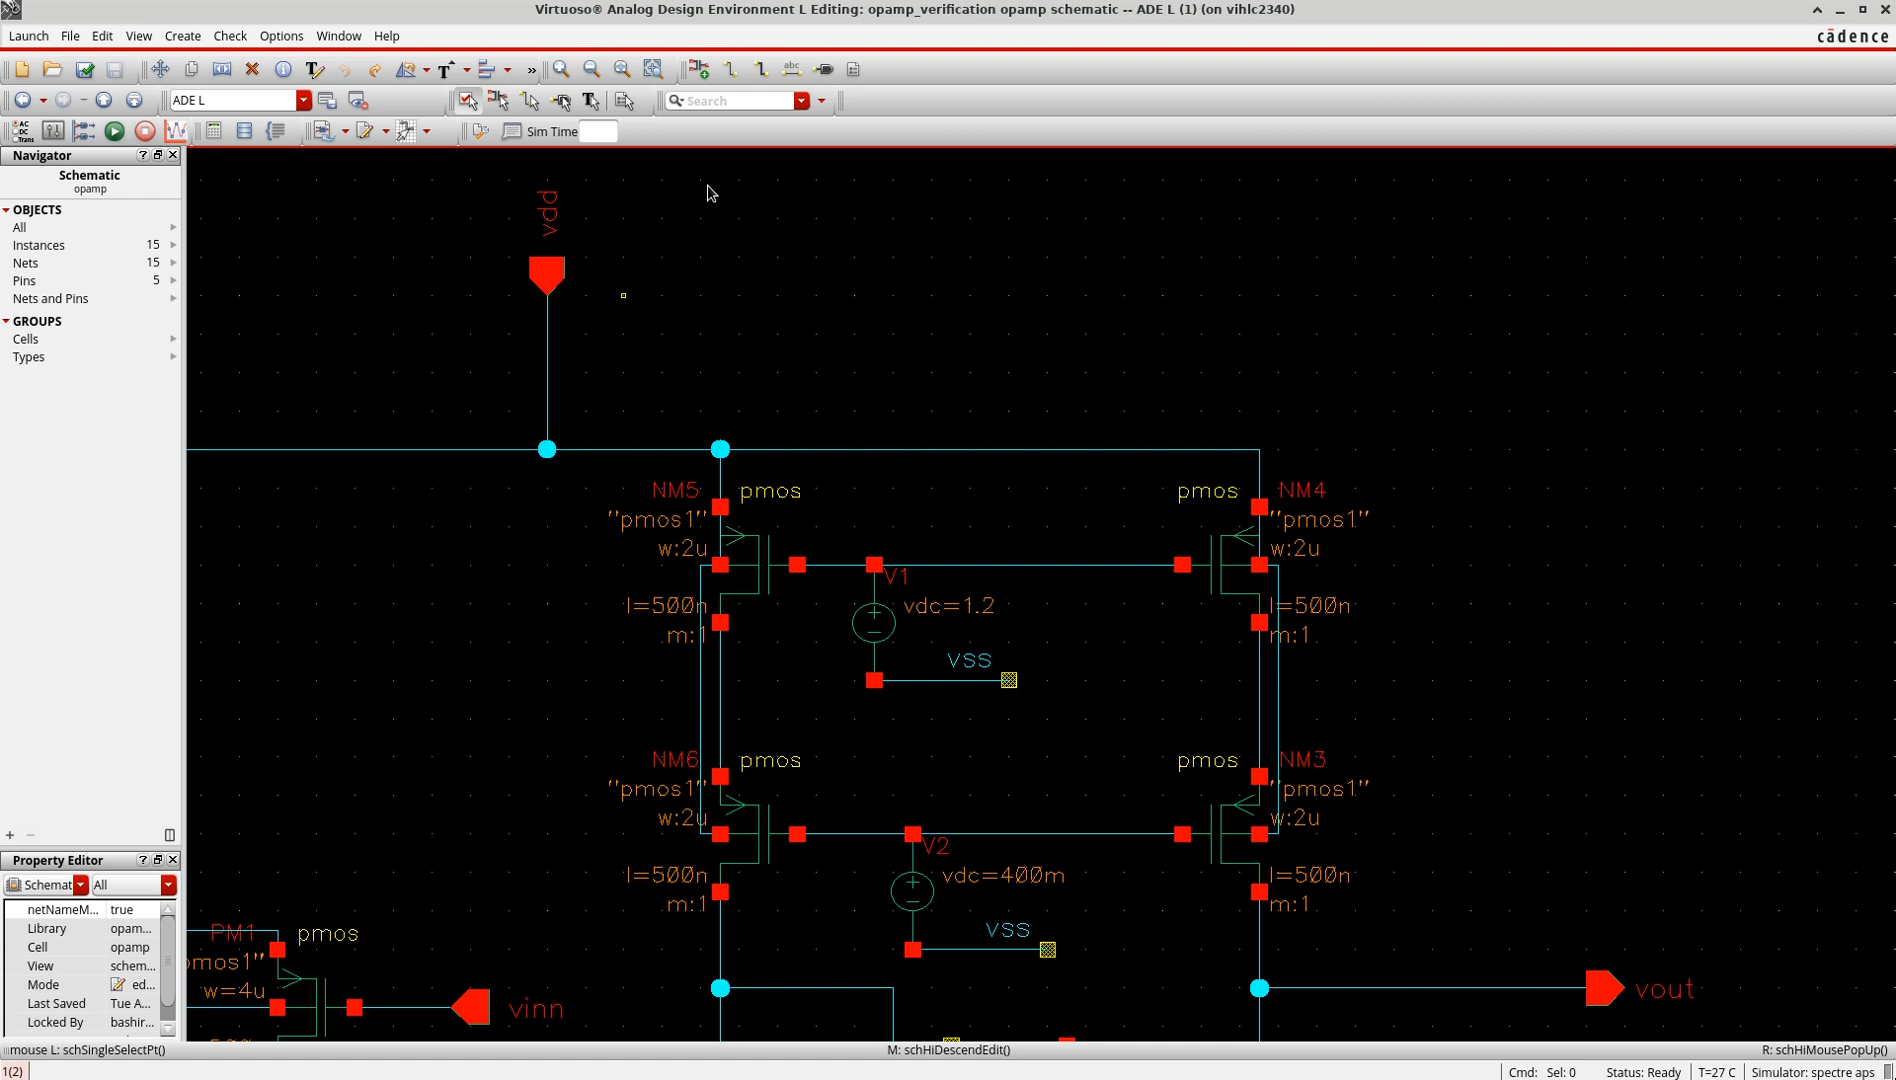 Virtuoso® Analog Design Environment L Editing: opamp_verification opamp schematic -- ADE L (1) (on vihlc2340)
Launch File Edit View Create Check Options Window Help
cādence
T T »
abc
ADE L
T
Search
AC
DC
Trans
Sim Time
Navigator
?
Schematic
opamp
OBJECTS
All
Instances 15
Nets 15
Pins 5
Nets and Pins
GROUPS
Cells
Types
vdd
NM5 pmos
"pmos1"
w:2u
l=500n
m:1
pmos NM4
"pmos1"
w:2u
l=500n
m:1
V1
vdc=1.2
VSS
NM6 pmos
"pmos1"
w:2u
l=500n
m:1
pmos NM3
"pmos1"
w:2u
l=500n
m:1
V2
vdc=400m
VSS
PM1 pmos
mos1"
w=4u
vinn
vout
+ −
Property Editor
?
Schemat All
netNameM... true
Library opam...
Cell opamp
View schem...
Mode ed...
Last Saved Tue A...
Locked By bashir...
mouse L: schSingleSelectPt() M: schHiDescendEdit() R: schHiMousePopUp()
1(2) Cmd: Sel: 0 Status: Ready T=27 C Simulator: spectre aps